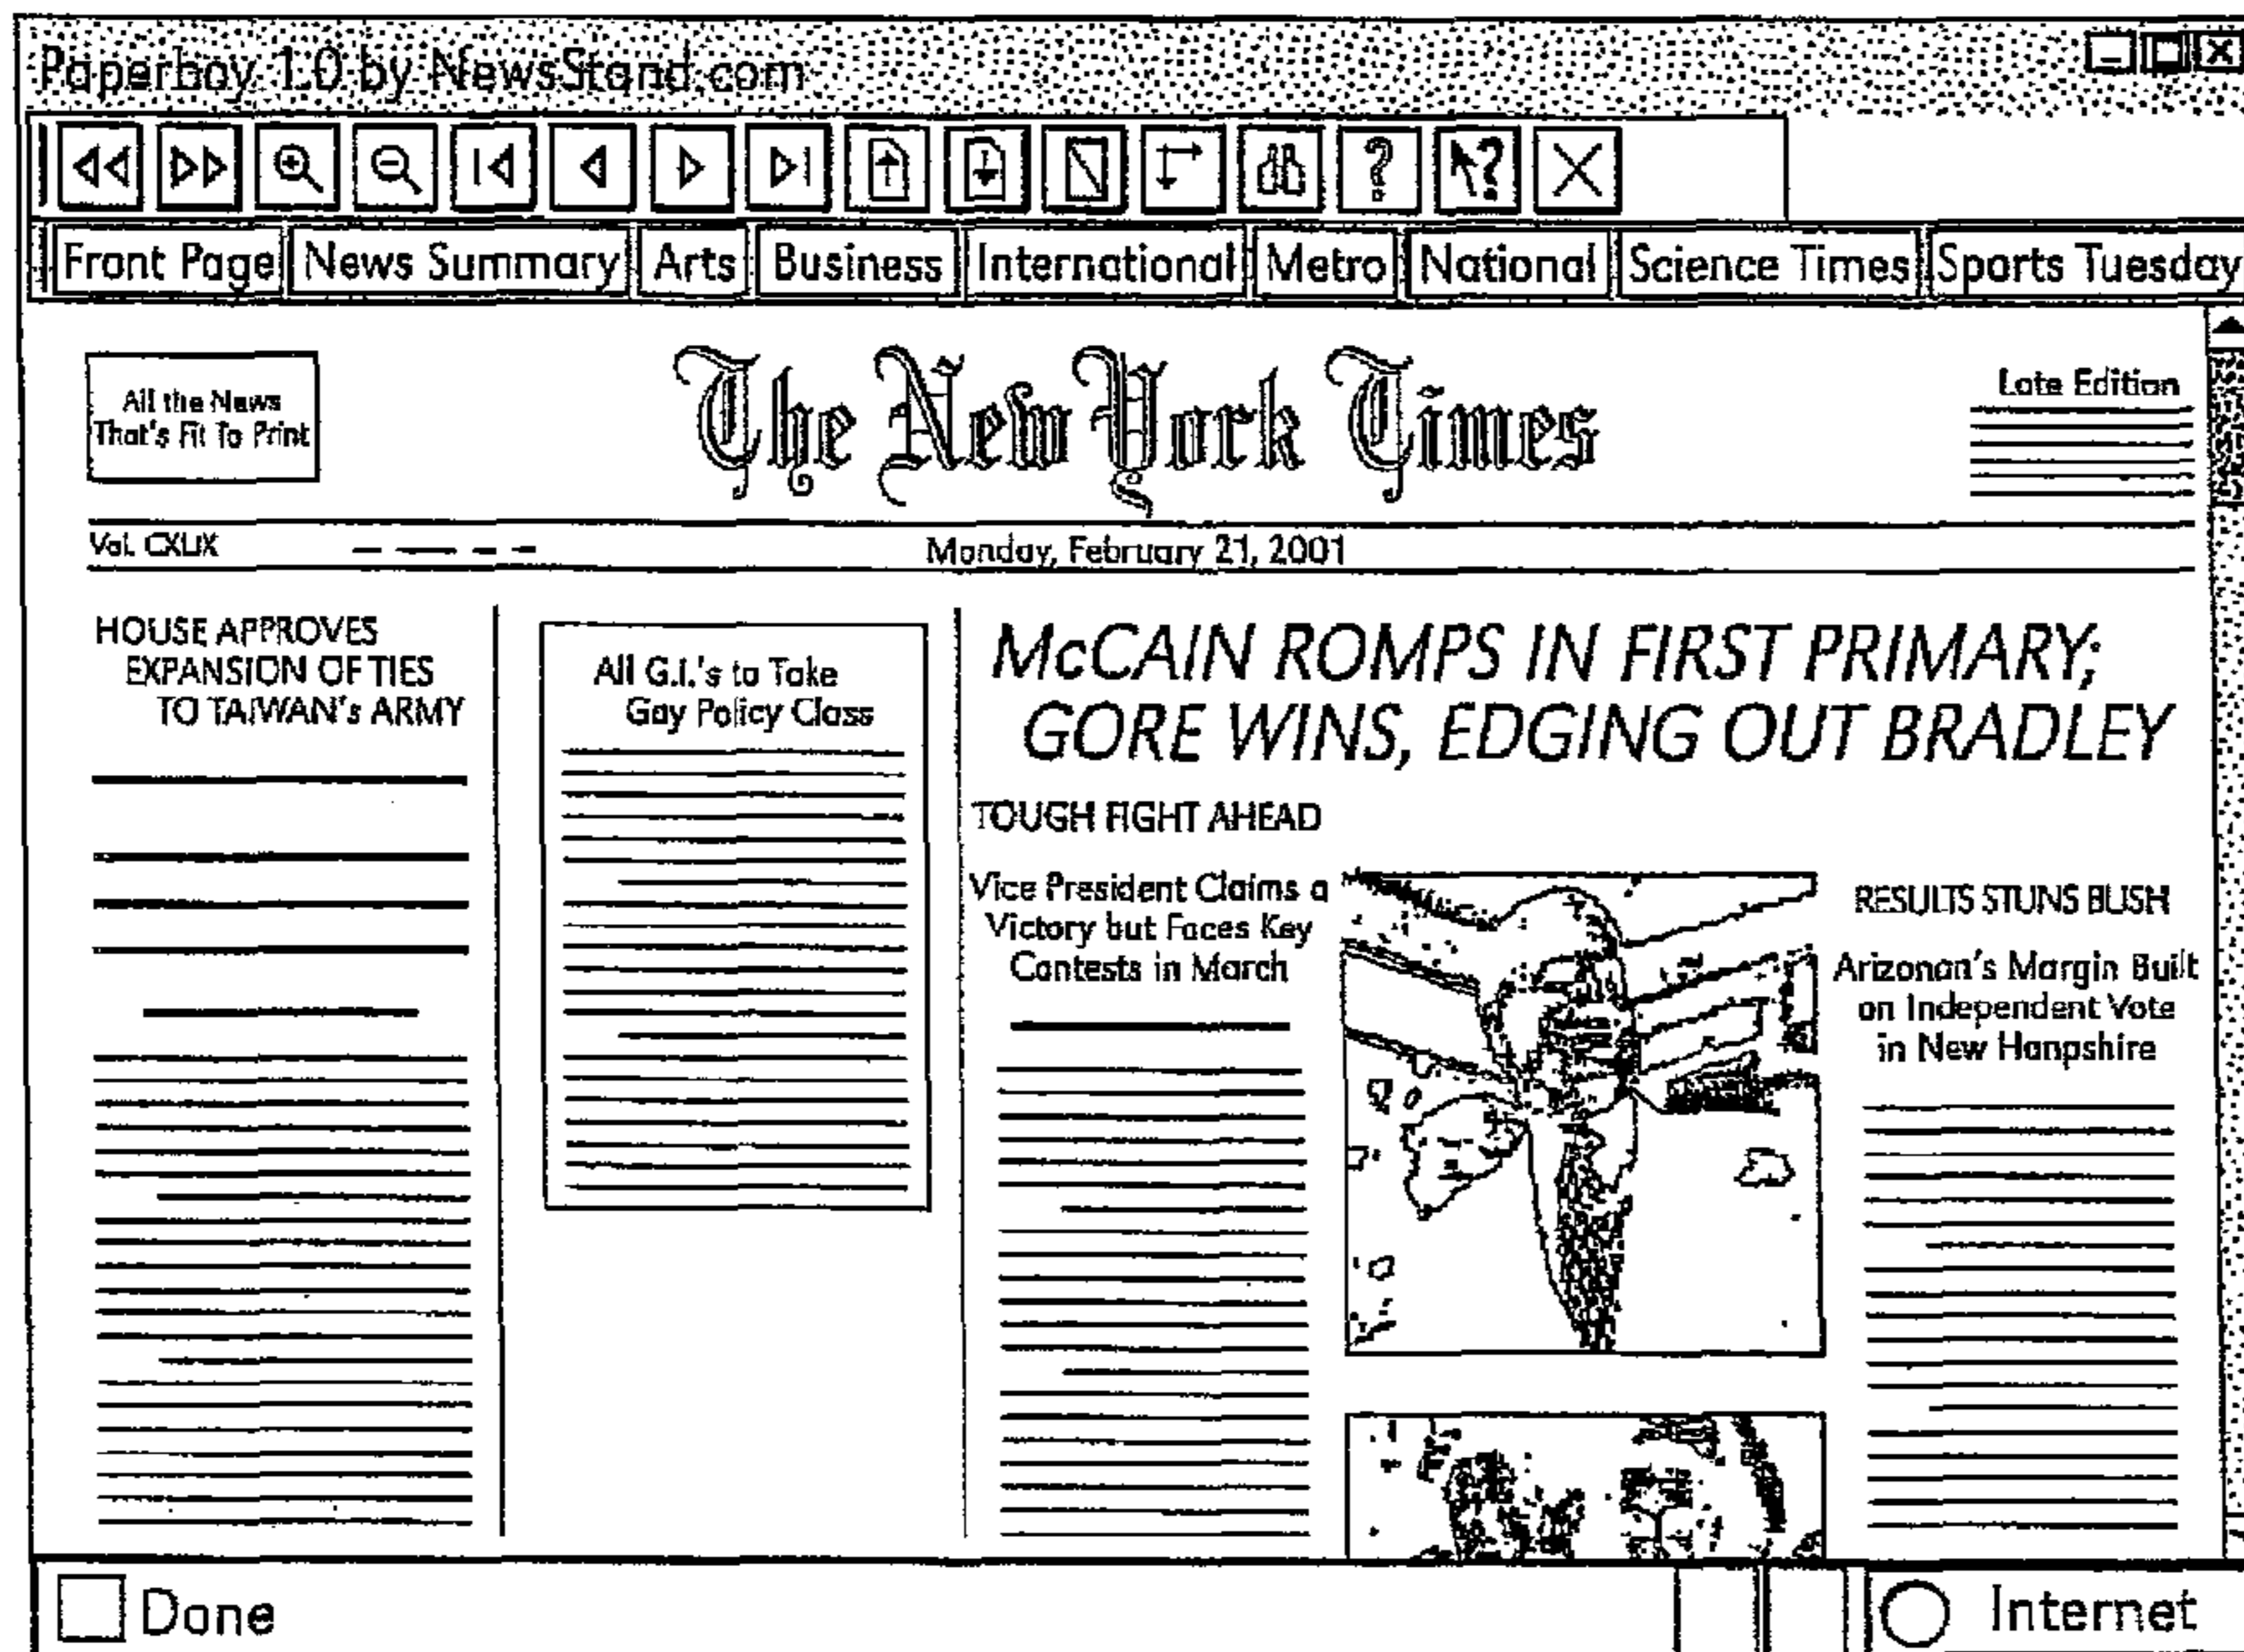 Paperboy 1.0 by NewsStand.com
Front Page News Summary Arts Business International Metro National Science Times Sports Tuesday
All the News
That's Fit To Print
The New York Times
Late Edition
Vol. CXLIX
Monday, February 21, 2001
HOUSE APPROVES
EXPANSION OF TIES
TO TAIWAN's ARMY
All G.I.'s to Take
Gay Policy Class
McCAIN ROMPS IN FIRST PRIMARY;
GORE WINS, EDGING OUT BRADLEY
TOUGH FIGHT AHEAD
Vice President Claims a
Victory but Faces Key
Contests in March
RESULTS STUNS BUSH
Arizonan's Margin Built
on Independent Vote
in New Hanpshire
Done
Internet